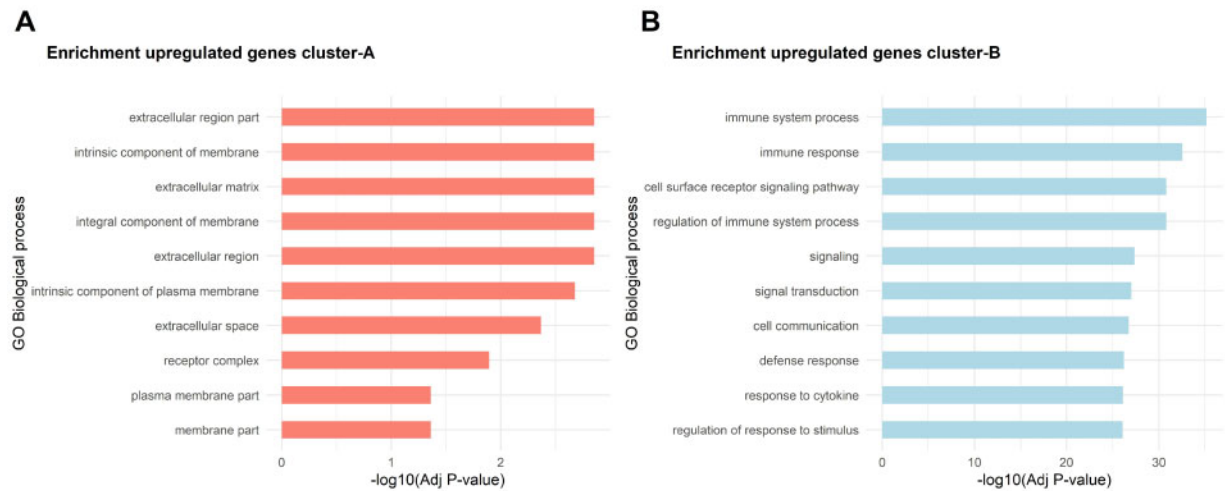 A
Enrichment upregulated genes cluster-A
GO Biological process
extracellular region part
intrinsic component of membrane
extracellular matrix
integral component of membrane
extracellular region
intrinsic component of plasma membrane
extracellular space
receptor complex
plasma membrane part
membrane part
0 1 2
-log10(Adj P-value)
B
Enrichment upregulated genes cluster-B
GO Biological process
immune system process
immune response
cell surface receptor signaling pathway
regulation of immune system process
signaling
signal transduction
cell communication
defense response
response to cytokine
regulation of response to stimulus
0 10 20 30
-log10(Adj P-value)